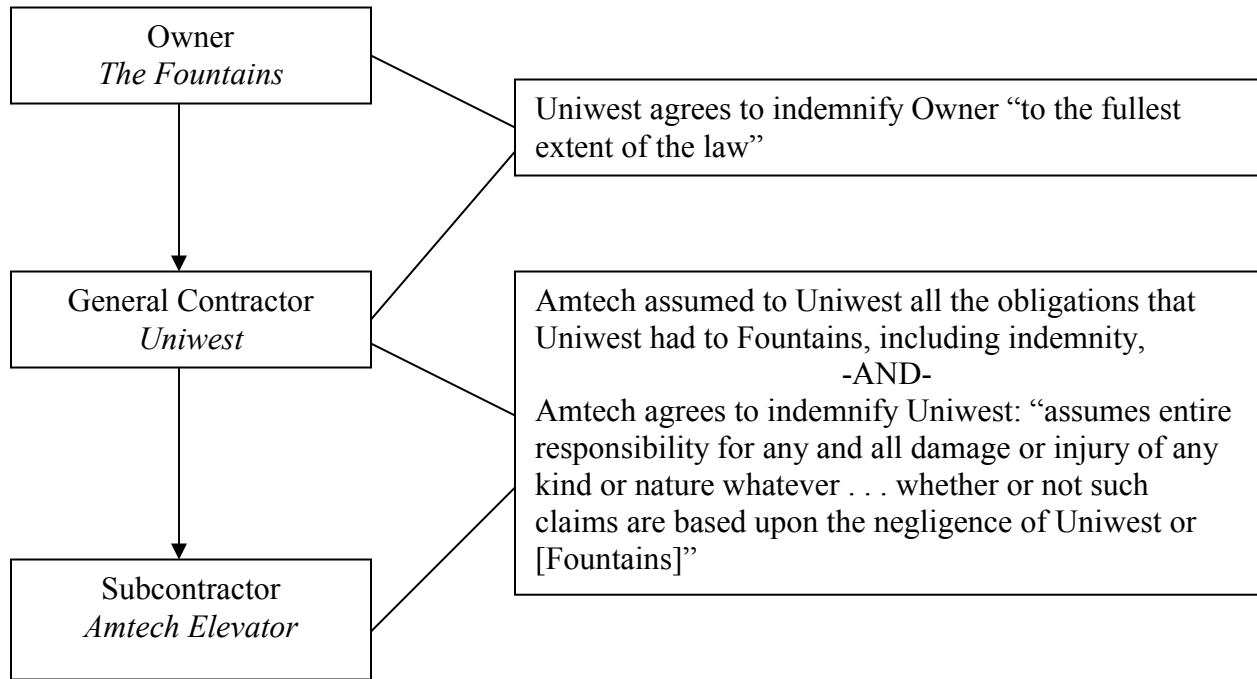 Owner
The Fountains
Uniwest agrees to indemnify Owner “to the fullest
extent of the law”
General Contractor
Uniwest
Amtech assumed to Uniwest all the obligations that
Uniwest had to Fountains, including indemnity,
-AND-
Amtech agrees to indemnify Uniwest: “assumes entire
responsibility for any and all damage or injury of any
kind or nature whatever . . . whether or not such
claims are based upon the negligence of Uniwest or
[Fountains]”
Subcontractor
Amtech Elevator